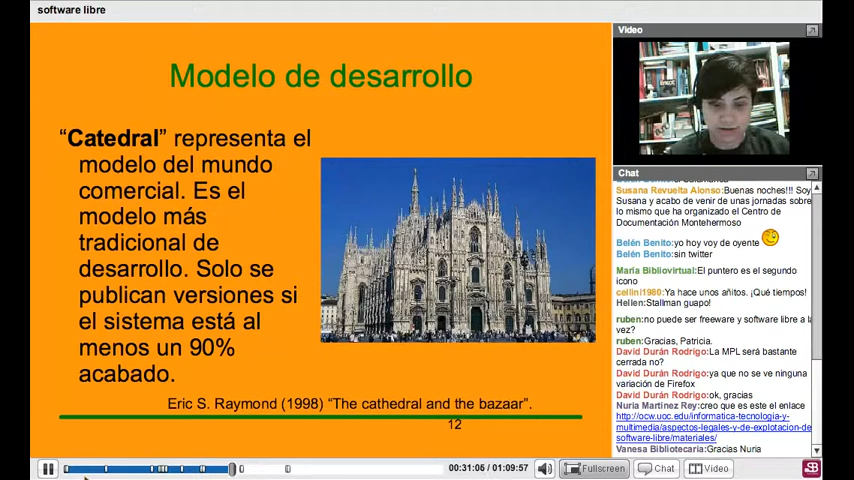 software libre
Modelo de desarrollo
“Catedral” representa el
modelo del mundo
comercial. Es el
modelo más
tradicional de
desarrollo. Solo se
publican versiones si
el sistema está al
menos un 90%
acabado.
Eric S. Raymond (1998) “The cathedral and the bazaar”.
12
Video
Chat
Susana Revuelta Alonso:Buenas noches!!! Soy
Susana y acabo de venir de una jornadas sobre
lo mismo que ha organizado el Centro de
Documentación Montehermoso
Belén Benito:yo hoy voy de oyente
Belén Benito:sin twitter
María Bibliovirtual:El puntero es el segundo
icono
cellini1980:Ya hace unos añitos. ¡Qué tiempos!
Hellen:Stallman guapo!
ruben:no puede ser freeware y software libre a la
vez?
ruben:Gracias, Patricia.
David Durán Rodrigo:La MPL será bastante
cerrada no?
David Durán Rodrigo:ya que no se ve ninguna
variación de Firefox
David Durán Rodrigo:ok, gracias
Nuria Martinez Rey:creo que es este el enlace
http://ocw.uoc.edu/informatica-tecnologia-y-
multimedia/aspectos-legales-y-de-explotacion-de
software-libre/materiales/
Vanesa Bibliotecaria:Gracias Nuria
00:31:05 / 01:09:57
Fullscreen
Chat
Video
SB